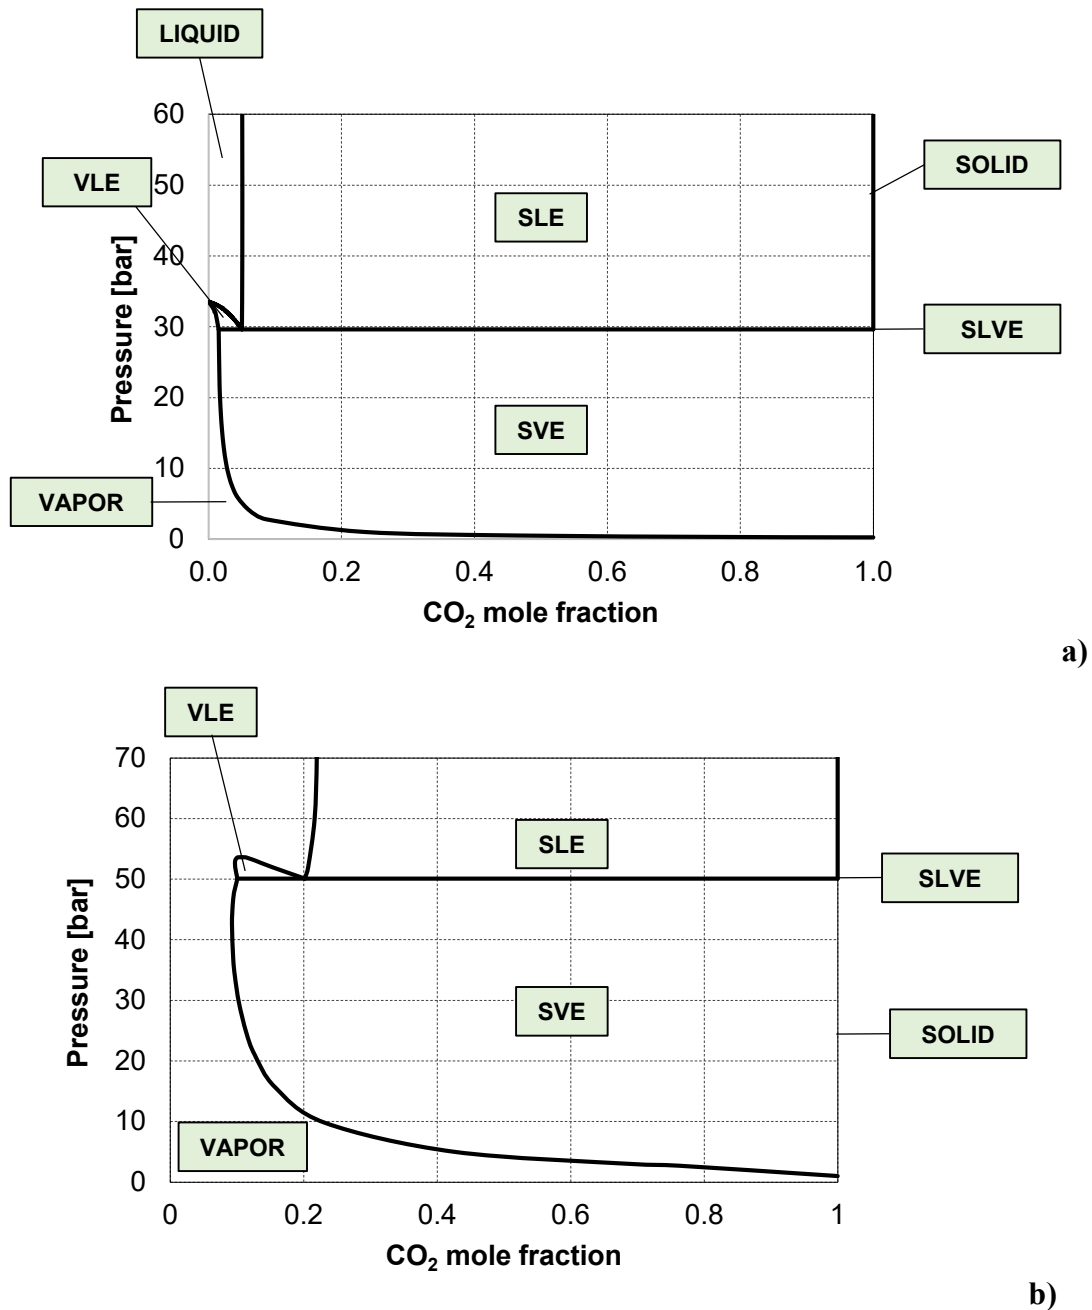 LIQUID
60
SOLID
50
VLE
SLE
40
30
SLVE
Pressure [bar]
20
SVE
10
VAPOR
0
0.0 0.2 0.4 0.6 0.8 1.0
CO₂ mole fraction
a)
VLE
70
60
SLE
50
SLVE
40
Pressure [bar]
30
SVE
SOLID
20
10
VAPOR
0
0 0.2 0.4 0.6 0.8 1
CO₂ mole fraction
b)